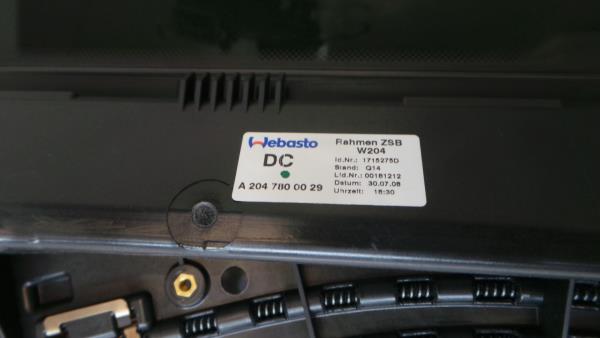 Webasto
DC
A 204 780 00 29
Rahmen ZSB
W204
Id.Nr.: 1715275D
Stand: Q14
Lfd.Nr.: 00181212
Datum: 30.07.08
Uhrzeit: 16:30